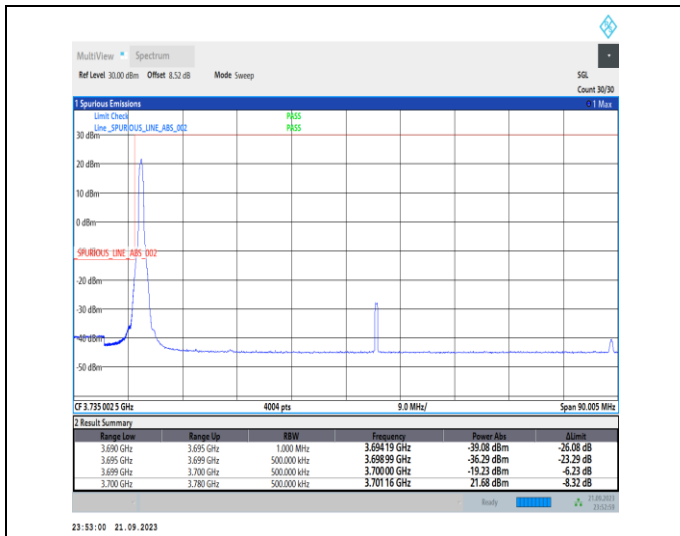 MultiView Spectrum
Ref Level 30.00 dBm Offset 8.52 dB Mode Sweep SGL
Count 30/30
1 Spurious Emissions 1 Max
Limit Check PASS
Line _SPURIOUS_LINE_ABS_002 PASS
30 dBm
20 dBm
10 dBm
0 dBm
_SPURIOUS_LINE_ABS_002
-20 dBm
-30 dBm
-40 dBm
-50 dBm
CF 3.735 002 5 GHz 4004 pts 9.0 MHz/ Span 90.005 MHz
2 Result Summary
Range Low Range Up RBW Frequency Power Abs ΔLimit
3.690 GHz 3.695 GHz 1.000 MHz 3.694 19 GHz -39.08 dBm -26.08 dB
3.695 GHz 3.699 GHz 500.000 kHz 3.698 99 GHz -36.29 dBm -23.29 dB
3.699 GHz 3.700 GHz 500.000 kHz 3.700 00 GHz -19.23 dBm -6.23 dB
3.700 GHz 3.780 GHz 500.000 kHz 3.701 16 GHz 21.68 dBm -8.32 dB
Ready 21.09.2023
23:52:59
23:53:00 21.09.2023